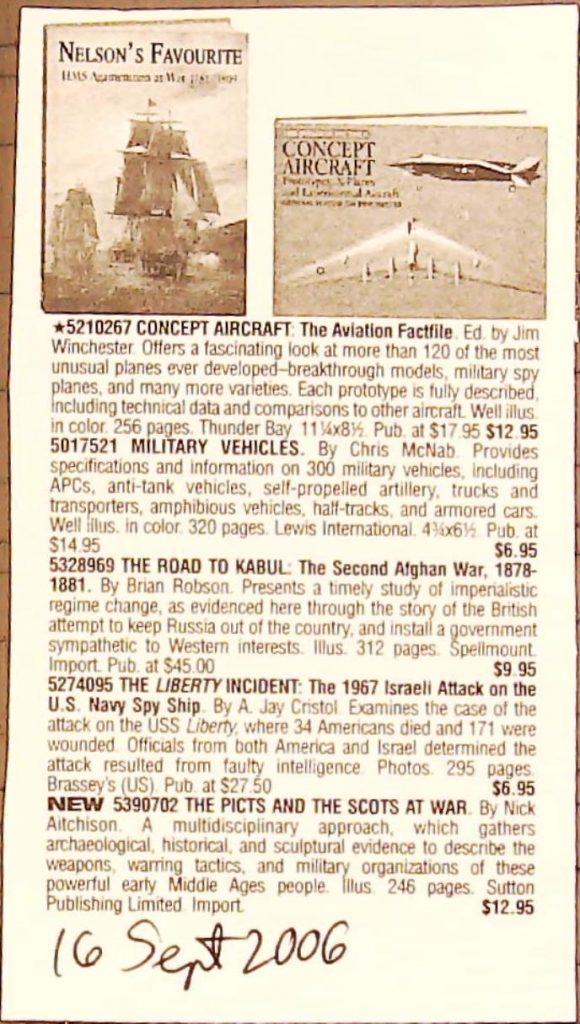 NELSON'S FAVOURITE
HMS Agamemnon at War 1781-1809
CONCEPT
AIRCRAFT
Prototypes, X-Planes
and Experimental Aircraft
★5210267 CONCEPT AIRCRAFT: The Aviation Factfile. Ed. by Jim
Winchester. Offers a fascinating look at more than 120 of the most
unusual planes ever developed–breakthrough models, military spy
planes, and many more varieties. Each prototype is fully described,
including technical data and comparisons to other aircraft. Well illus.
in color. 256 pages. Thunder Bay. 11¼x8½. Pub. at $17.95 $12.95
5017521 MILITARY VEHICLES. By Chris McNab. Provides
specifications and information on 300 military vehicles, including
APCs, anti-tank vehicles, self-propelled artillery, trucks and
transporters, amphibious vehicles, half-tracks, and armored cars.
Well illus. in color. 320 pages. Lewis International. 4¾x6½. Pub. at
$14.95 $6.95
5328969 THE ROAD TO KABUL: The Second Afghan War, 1878-
1881. By Brian Robson. Presents a timely study of imperialistic
regime change, as evidenced here through the story of the British
attempt to keep Russia out of the country, and install a government
sympathetic to Western interests. Illus. 312 pages. Spellmount.
Import. Pub. at $45.00 $9.95
5274095 THE LIBERTY INCIDENT: The 1967 Israeli Attack on the
U.S. Navy Spy Ship. By A. Jay Cristol. Examines the case of the
attack on the USS Liberty, where 34 Americans died and 171 were
wounded. Officials from both America and Israel determined the
attack resulted from faulty intelligence. Photos. 295 pages.
Brassey's (US). Pub. at $27.50 $6.95
NEW 5390702 THE PICTS AND THE SCOTS AT WAR. By Nick
Aitchison. A multidisciplinary approach, which gathers
archaeological, historical, and sculptural evidence to describe the
weapons, warring tactics, and military organizations of these
powerful early Middle Ages people. Illus. 246 pages. Sutton
Publishing Limited. Import. $12.95
16 Sept 2006